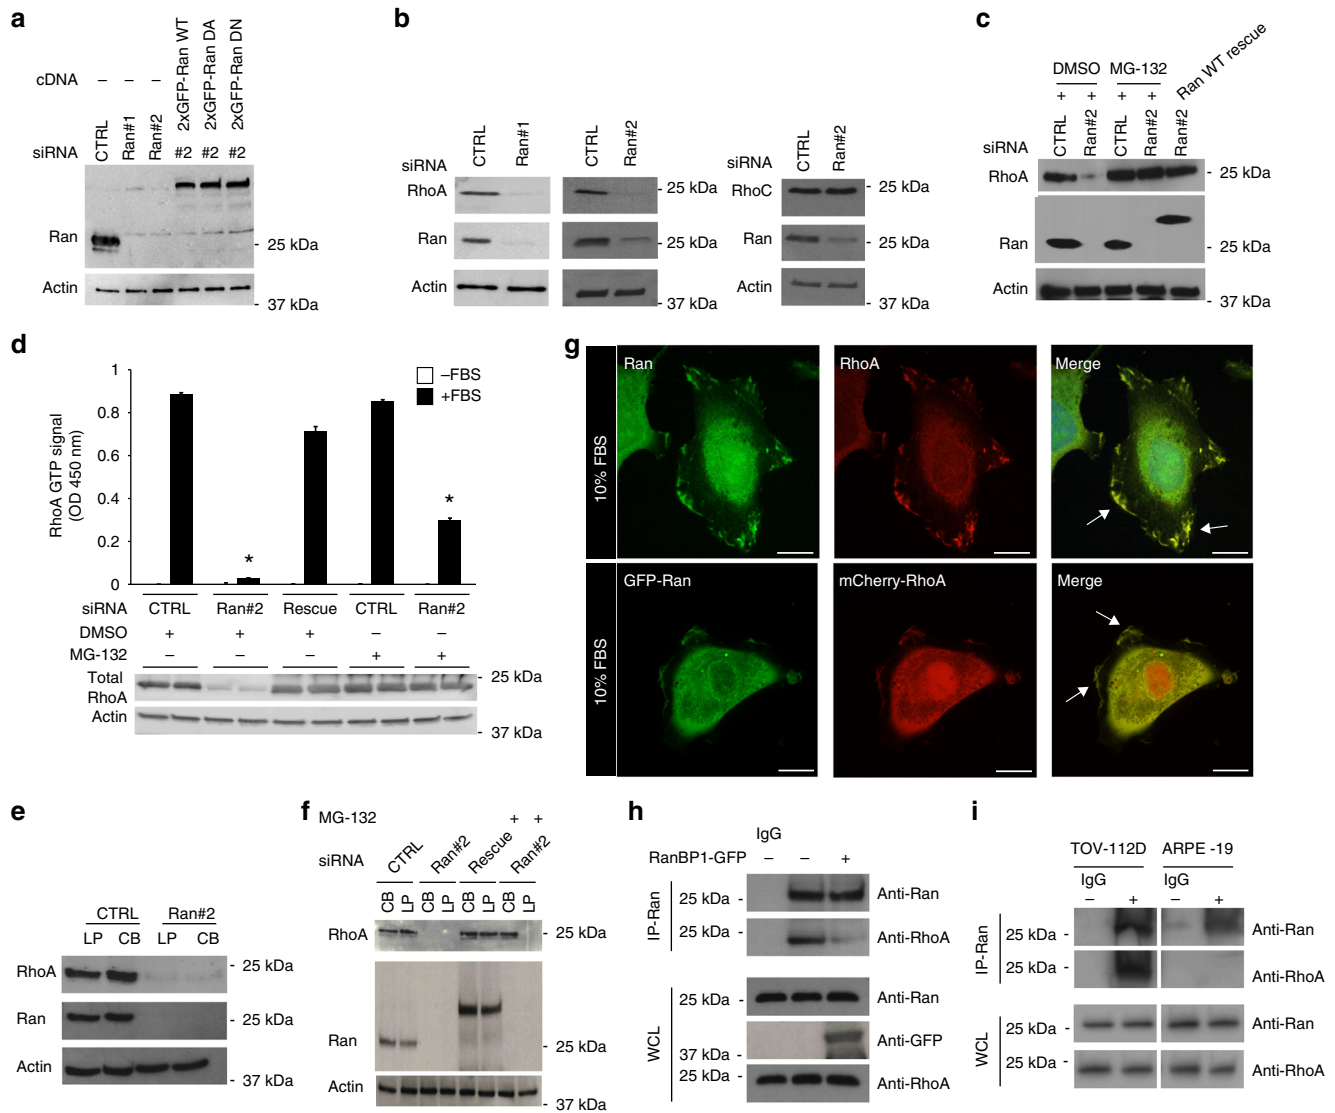 a
cDNA – – – 2xGFP-Ran WT 2xGFP-Ran DA 2xGFP-Ran DN
siRNA CTRL Ran#1 Ran#2 #2 #2 #2
Ran - 25 kDa
Actin
- 37 kDa
b
siRNA CTRL Ran#1 CTRL Ran#2
RhoA - 25 kDa
Ran - 25 kDa
Actin
- 37 kDa
siRNA CTRL Ran#2
RhoC - 25 kDa
Ran - 25 kDa
Actin
- 37 kDa
c
DMSO MG-132 Ran WT rescue
+ + + +
siRNA CTRL Ran#2 CTRL Ran#2 Ran#2
RhoA - 25 kDa
Ran - 25 kDa
Actin
- 37 kDa
d
RhoA GTP signal
(OD 450 nm)
1
0.8
0.6
0.4
0.2
0
–FBS
+FBS
* *
siRNA CTRL Ran#2 Rescue CTRL Ran#2
DMSO + + + – –
MG-132 – – – + +
Total
RhoA
- 25 kDa
Actin
- 37 kDa
g
10% FBS
Ran RhoA Merge
10% FBS
GFP-Ran mCherry-RhoA Merge
e
CTRL Ran#2
LP CB LP CB
RhoA - 25 kDa
Ran - 25 kDa
Actin
- 37 kDa
f
MG-132 + +
siRNA CTRL Ran#2 Rescue Ran#2
CB LP CB LP CB LP CB LP
RhoA - 25 kDa
Ran - 25 kDa
Actin
- 37 kDa
h
IgG
RanBP1-GFP – – +
IP-Ran
25 kDa - Anti-Ran
25 kDa - Anti-RhoA
WCL
25 kDa - Anti-Ran
Anti-GFP
37 kDa -
25 kDa - Anti-RhoA
i
TOV-112D ARPE -19
IgG IgG
– + – +
IP-Ran
25 kDa - Anti-Ran
25 kDa - Anti-RhoA
WCL
25 kDa - Anti-Ran
25 kDa - Anti-RhoA